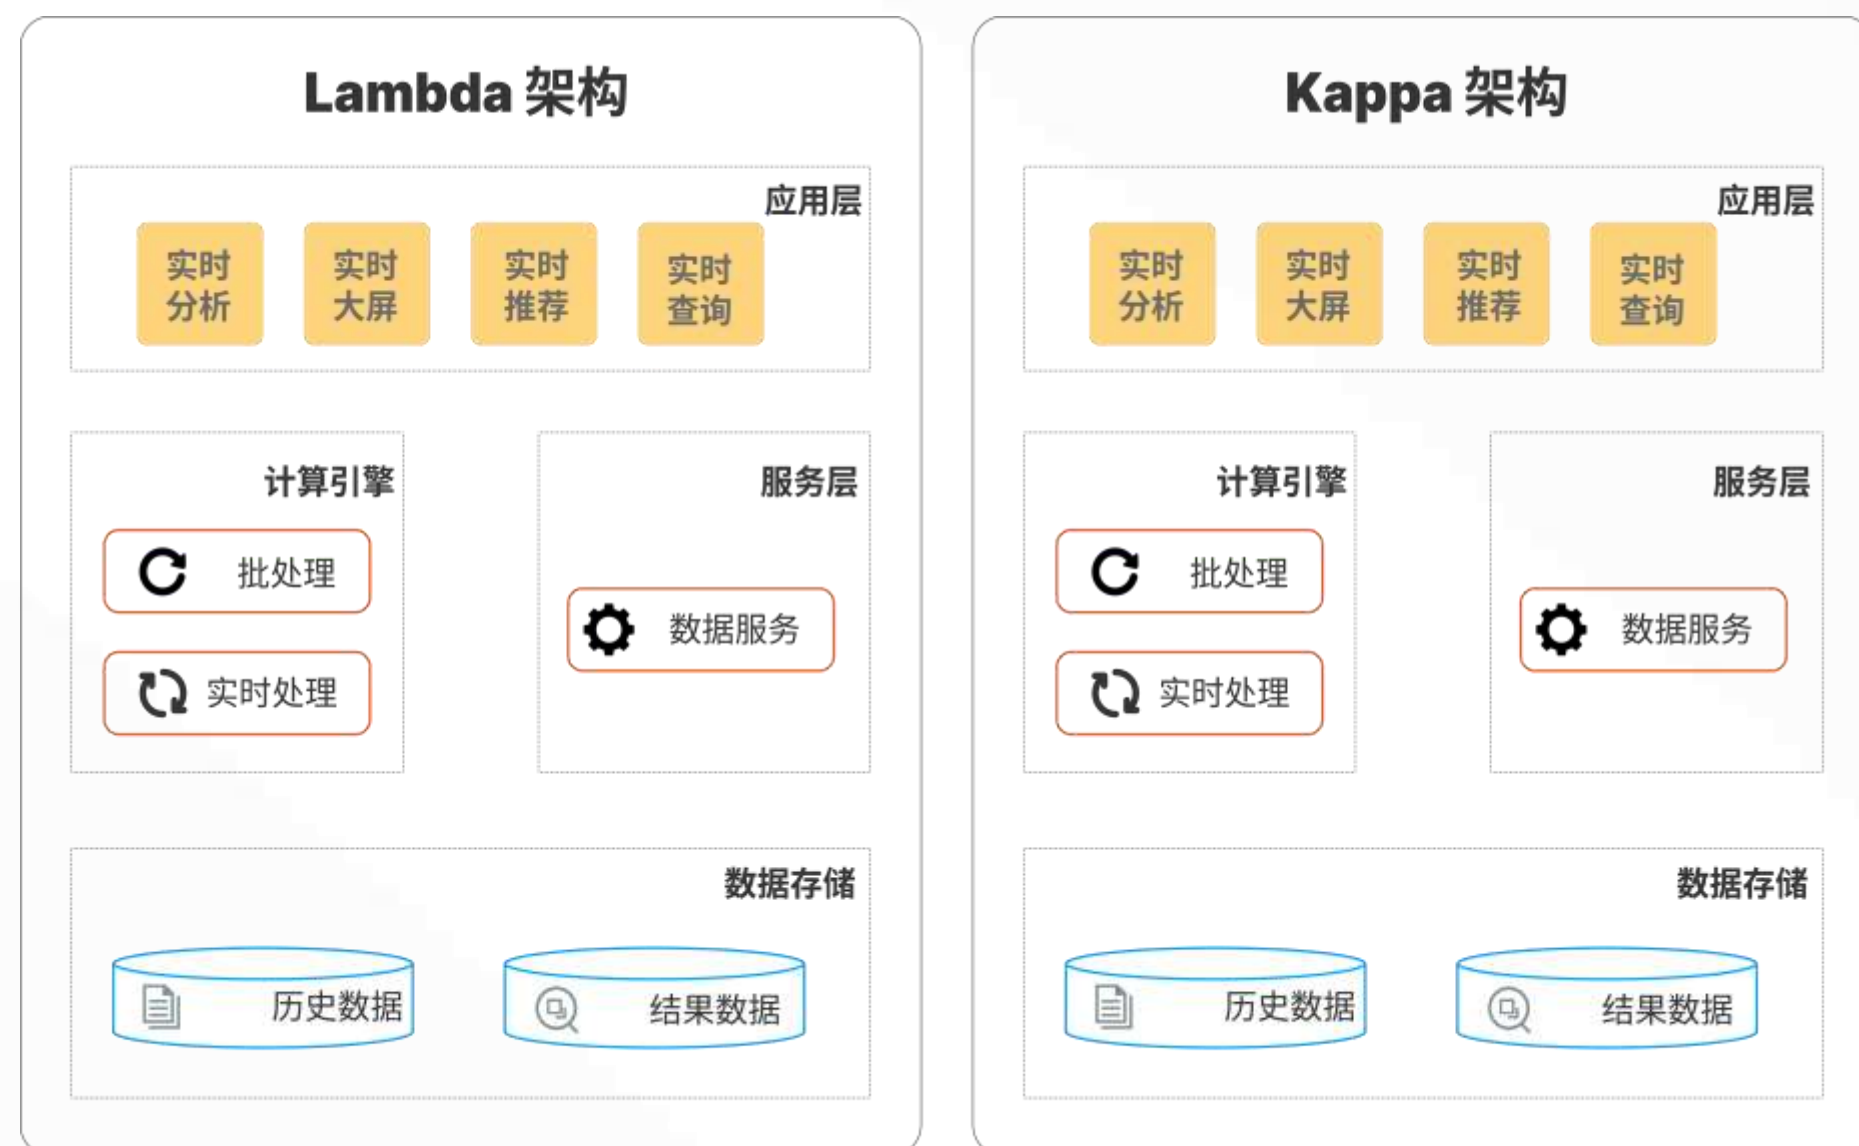 Lambda 架构
应用层
实时
分析
实时
大屏
实时
推荐
实时
查询
计算引擎
批处理
实时处理
服务层
数据服务
数据存储
历史数据
结果数据
Kappa 架构
应用层
实时
分析
实时
大屏
实时
推荐
实时
查询
计算引擎
批处理
实时处理
服务层
数据服务
数据存储
历史数据
结果数据